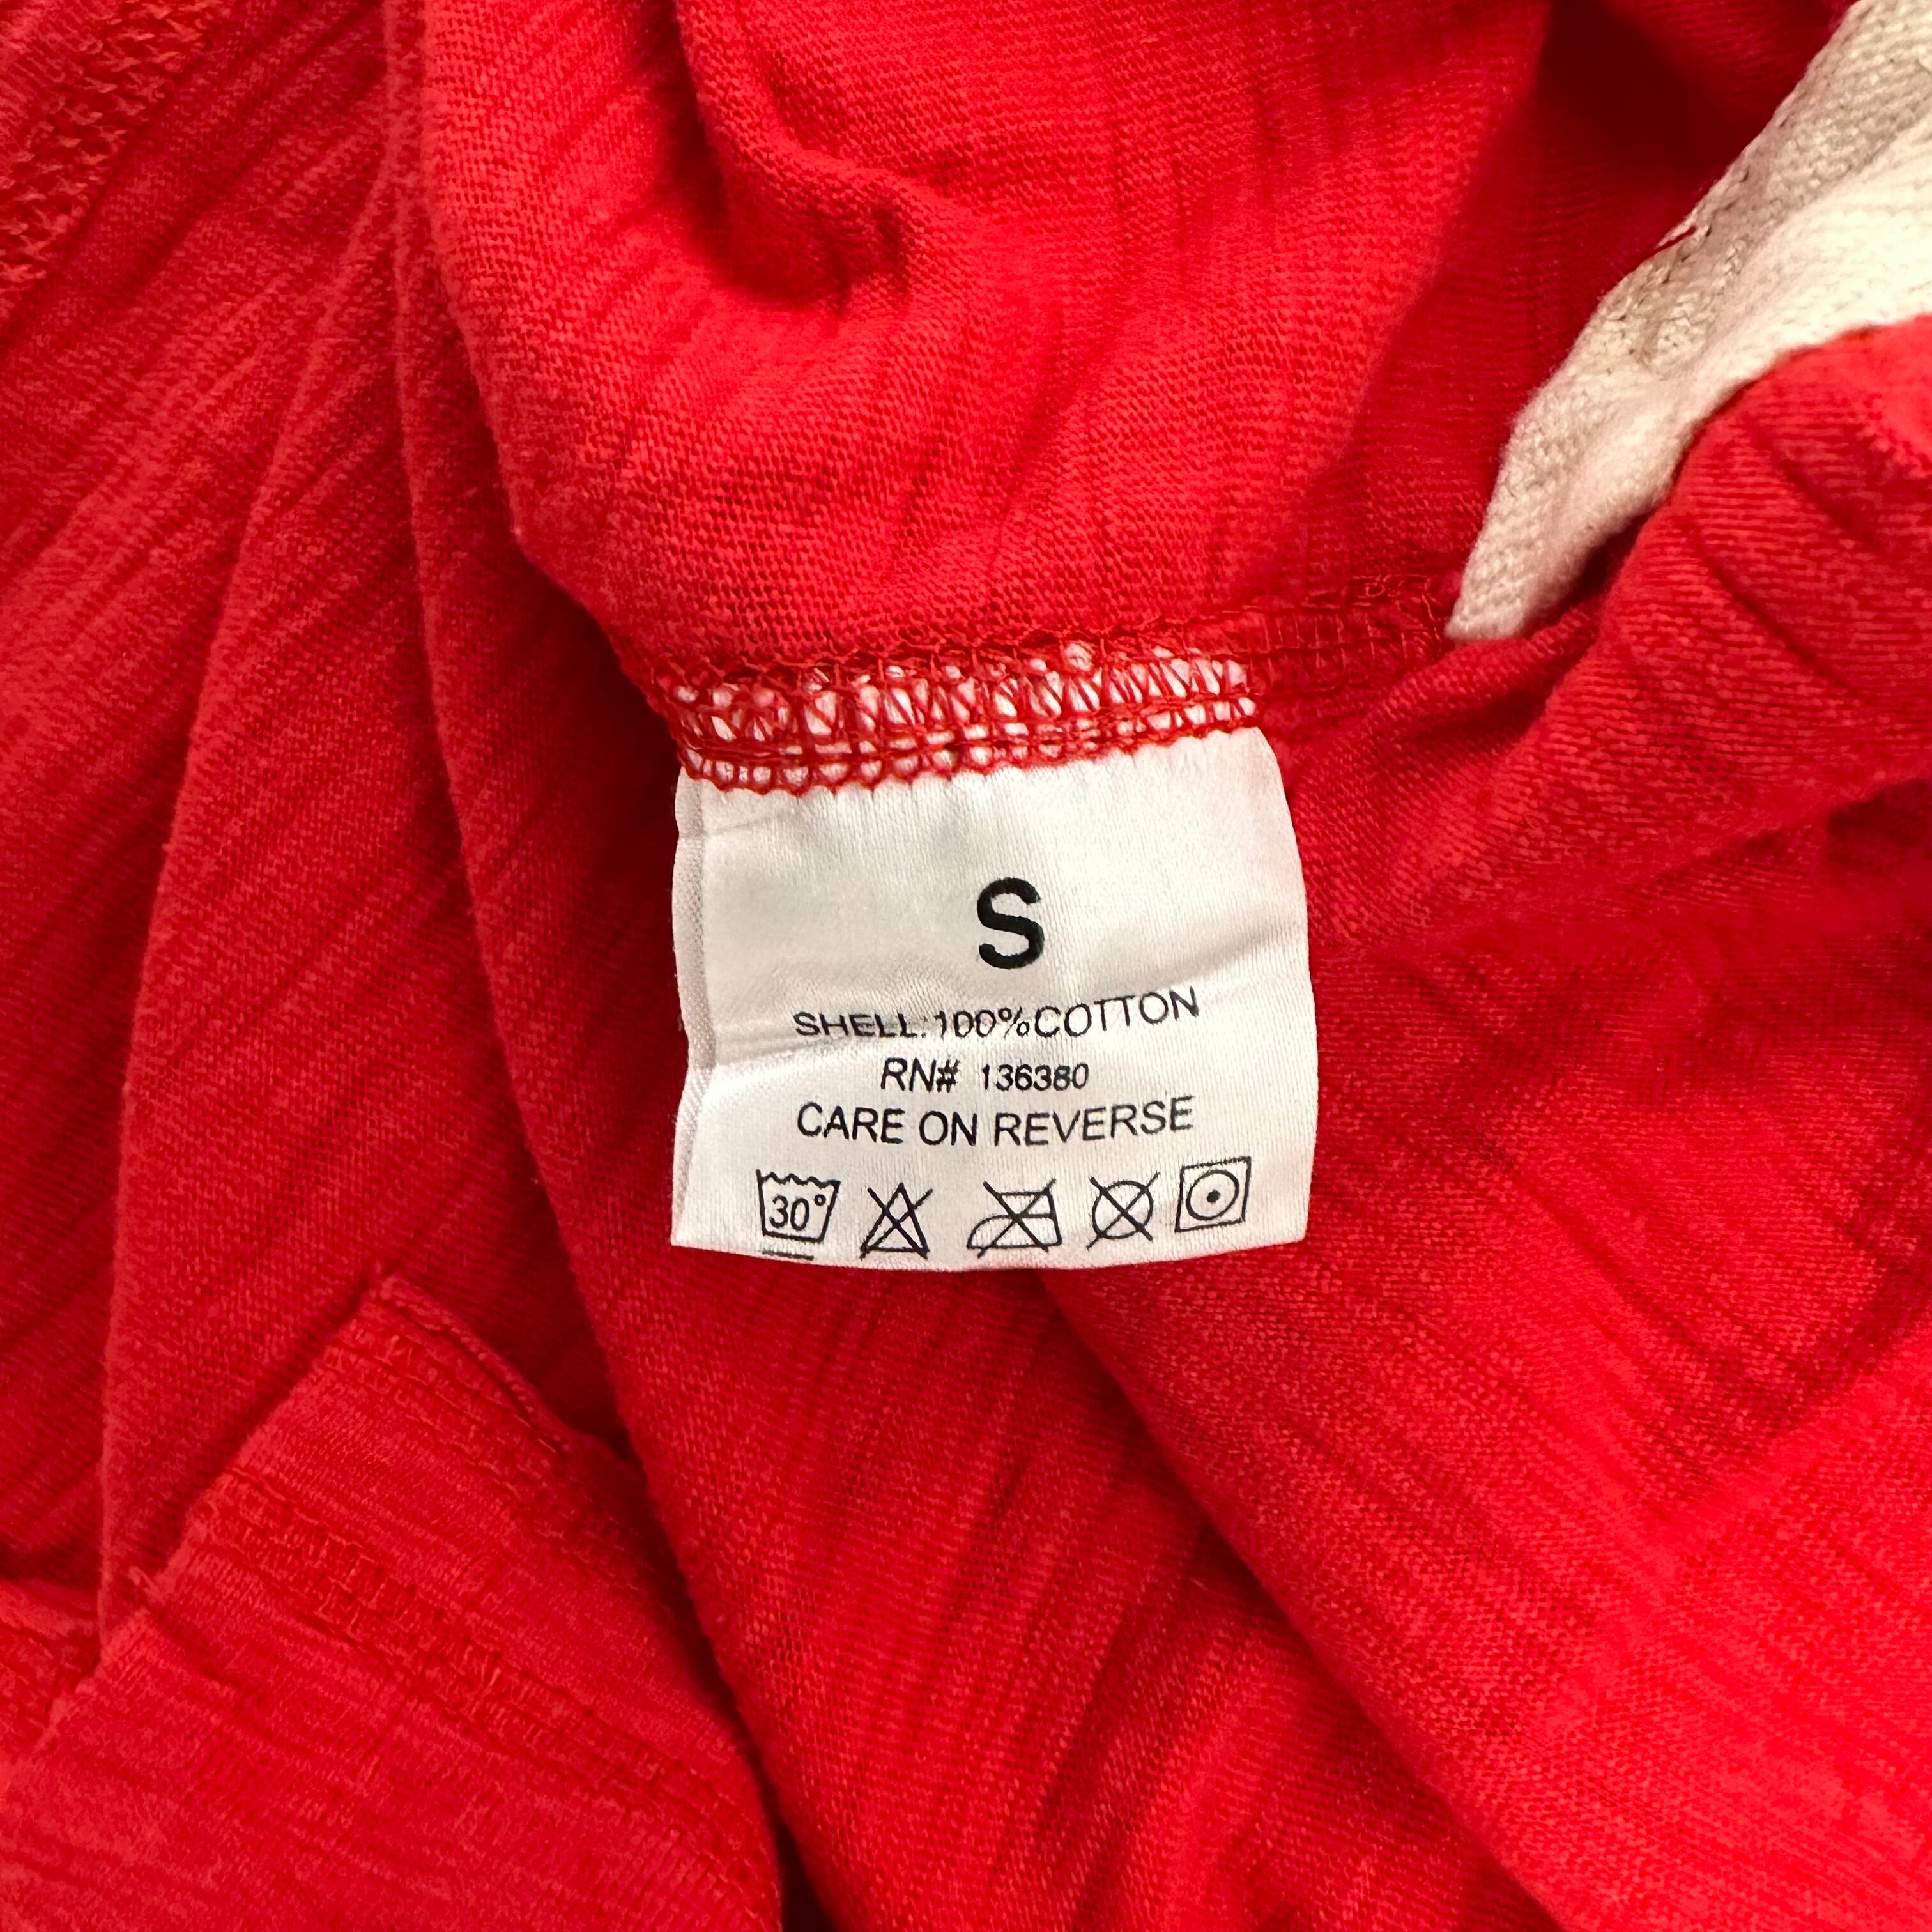 S
SHELL:100%COTTON
RN# 136380
CARE ON REVERSE
30°